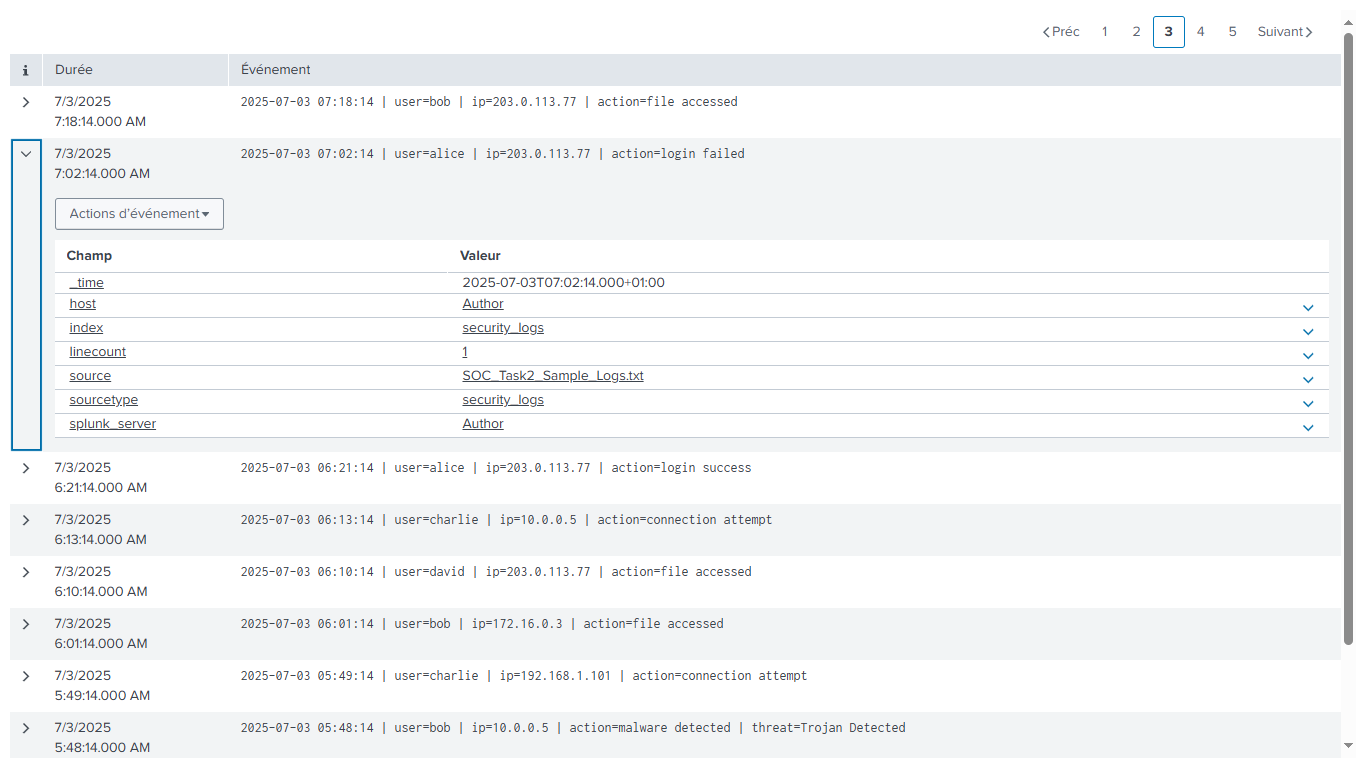 Préc 1 2 3 4 5 Suivant
i Durée Événement
7/3/2025 2025-07-03 07:18:14 | user=bob | ip=203.0.113.77 | action=file accessed
7:18:14.000 AM
7/3/2025 2025-07-03 07:02:14 | user=alice | ip=203.0.113.77 | action=login failed
7:02:14.000 AM
Actions d'événement
Champ Valeur
_time 2025-07-03T07:02:14.000+01:00
host Author
index security_logs
linecount 1
source SOC_Task2_Sample_Logs.txt
sourcetype security_logs
splunk_server Author
7/3/2025 2025-07-03 06:21:14 | user=alice | ip=203.0.113.77 | action=login success
6:21:14.000 AM
7/3/2025 2025-07-03 06:13:14 | user=charlie | ip=10.0.0.5 | action=connection attempt
6:13:14.000 AM
7/3/2025 2025-07-03 06:10:14 | user=david | ip=203.0.113.77 | action=file accessed
6:10:14.000 AM
7/3/2025 2025-07-03 06:01:14 | user=bob | ip=172.16.0.3 | action=file accessed
6:01:14.000 AM
7/3/2025 2025-07-03 05:49:14 | user=charlie | ip=192.168.1.101 | action=connection attempt
5:49:14.000 AM
7/3/2025 2025-07-03 05:48:14 | user=bob | ip=10.0.0.5 | action=malware detected | threat=Trojan Detected
5:48:14.000 AM